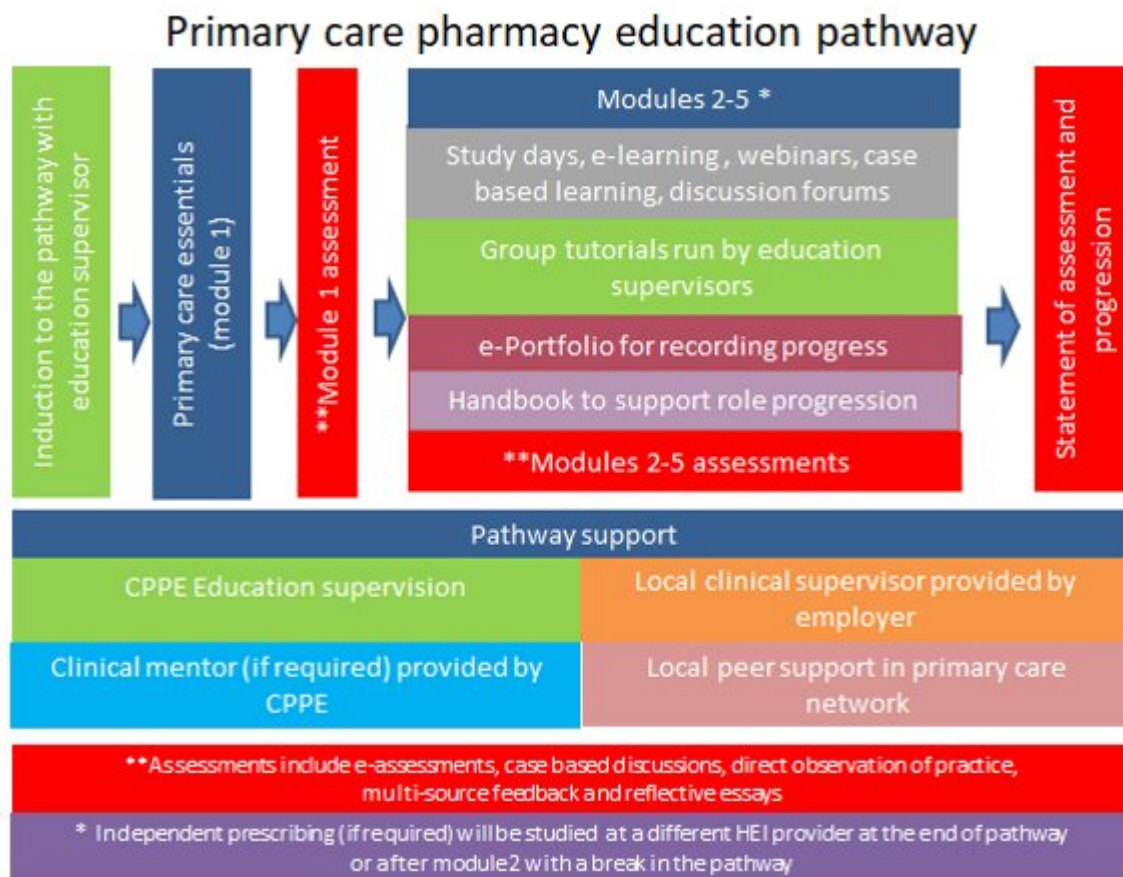 Primary care pharmacy education pathway
Induction to the pathway with
education supervisor
Primary care essentials
(module 1)
**Module 1 assessment
Modules 2-5 *
Study days, e-learning , webinars, case
based learning, discussion forums
Group tutorials run by education
supervisors
e-Portfolio for recording progress
Handbook to support role progression
**Modules 2-5 assessments
Statement of assessment and
progression
Pathway support
CPPE Education supervision
Local clinical supervisor provided by
employer
Clinical mentor (if required) provided by
CPPE
Local peer support in primary care
network
**Assessments include e-assessments, case based discussions, direct observation of practice,
multi-source feedback and reflective essays
* Independent prescribing (if required) will be studied at a different HEI provider at the end of pathway
or after module2 with a break in the pathway